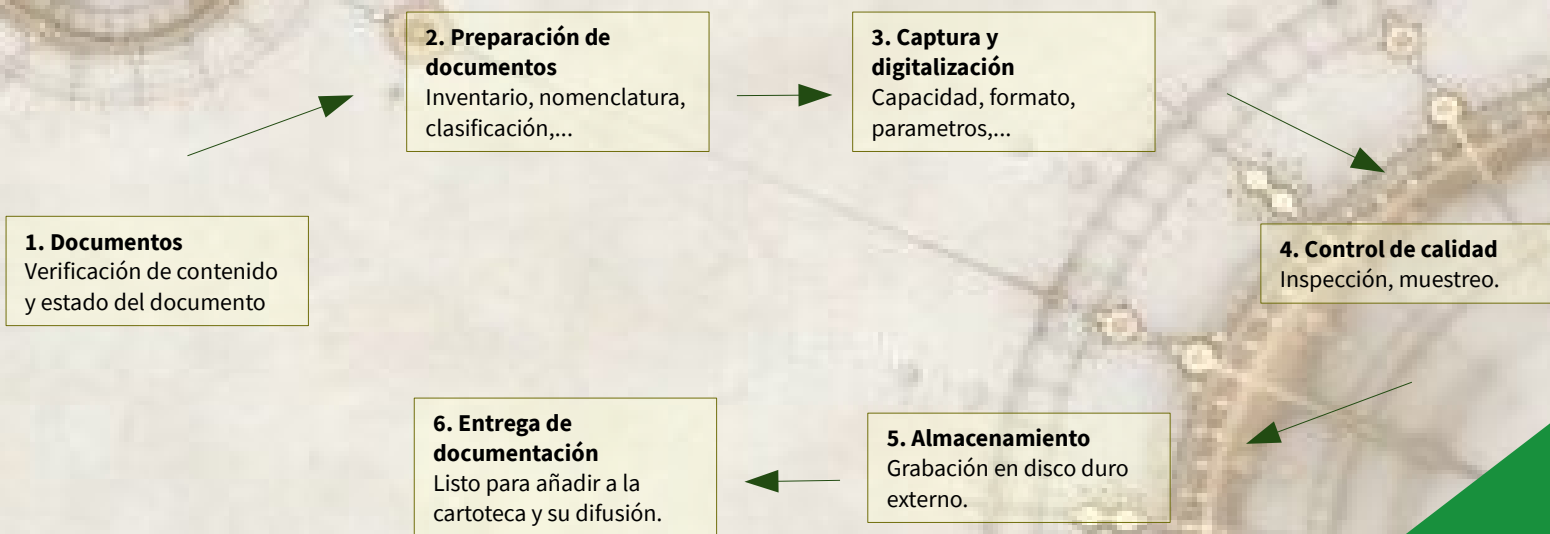 1. Documentos
Verificación de contenido
y estado del documento
2. Preparación de
documentos
Inventario, nomenclatura,
clasificación,...
3. Captura y
digitalización
Capacidad, formato,
parametros,...
4. Control de calidad
Inspección, muestreo.
5. Almacenamiento
Grabación en disco duro
externo.
6. Entrega de
documentación
Listo para añadir a la
cartoteca y su difusión.